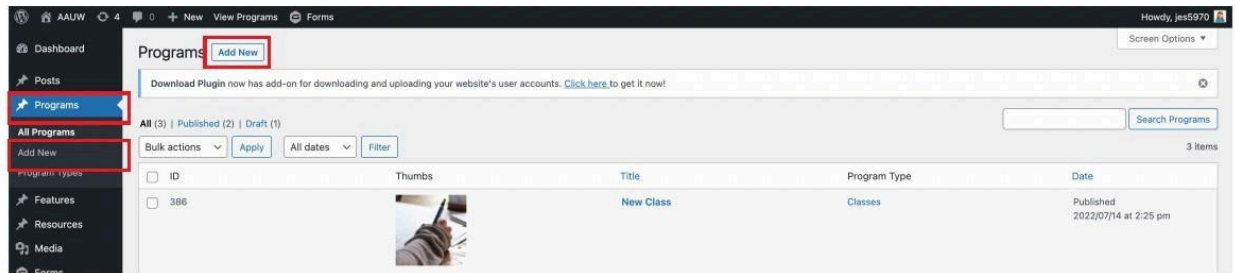 AAUW 4 0 + New View Programs Forms Howdy, jes5970
Dashboard
Posts
Programs
All Programs
Add New
Program Types
Features
Resources
Media
Forms
Screen Options ▼
Programs Add New
Download Plugin now has add-on for downloading and uploading your website's user accounts. Click here to get it now!
All (3) | Published (2) | Draft (1)
Search Programs
Bulk actions Apply All dates Filter
3 items
ID Thumbs Title Program Type Date
386 New Class Classes Published
2022/07/14 at 2:25 pm